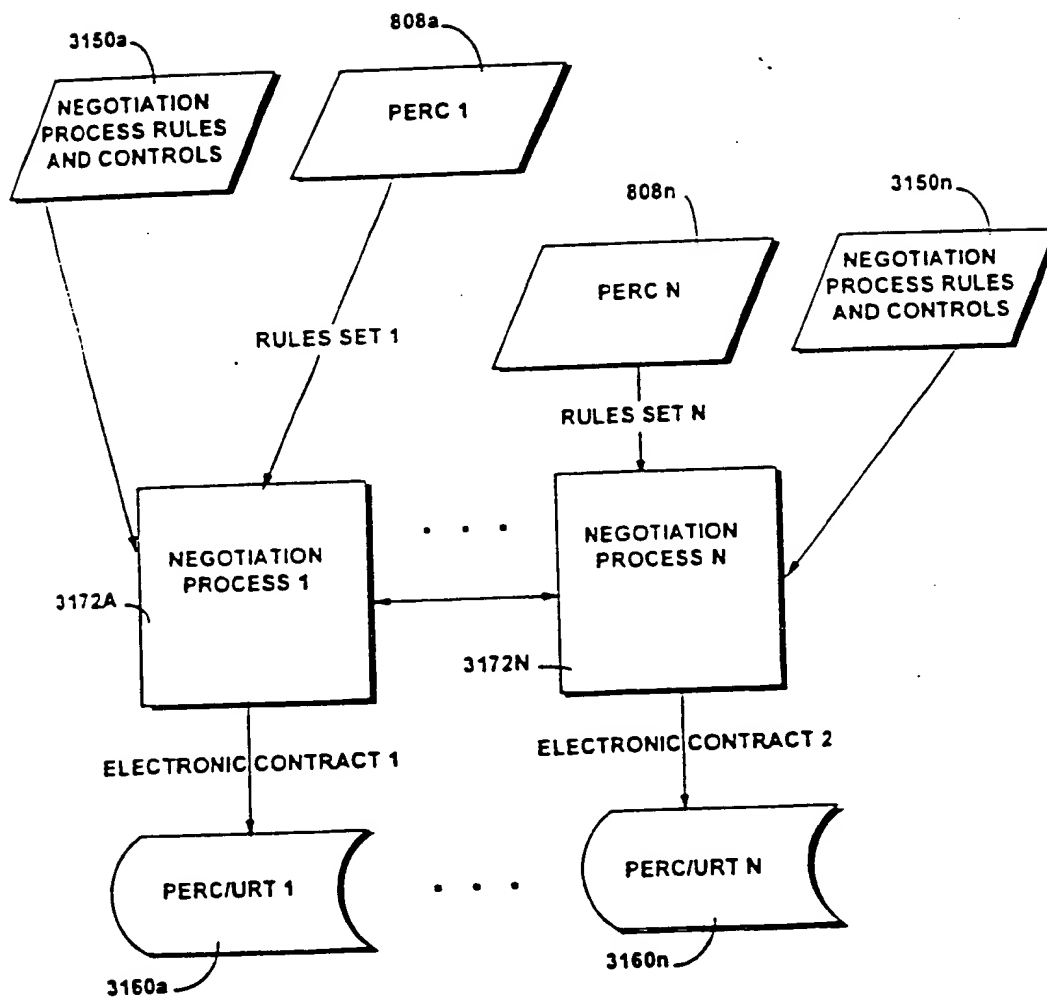 3150a
808a
NEGOTIATION
PROCESS RULES
AND CONTROLS
PERC 1
808n
3150n
PERC N
NEGOTIATION
PROCESS RULES
AND CONTROLS
RULES SET 1
RULES SET N
NEGOTIATION
PROCESS 1
NEGOTIATION
PROCESS N
3172A
3172N
ELECTRONIC CONTRACT 1
ELECTRONIC CONTRACT 2
PERC/URT 1
PERC/URT N
3160a
3160n